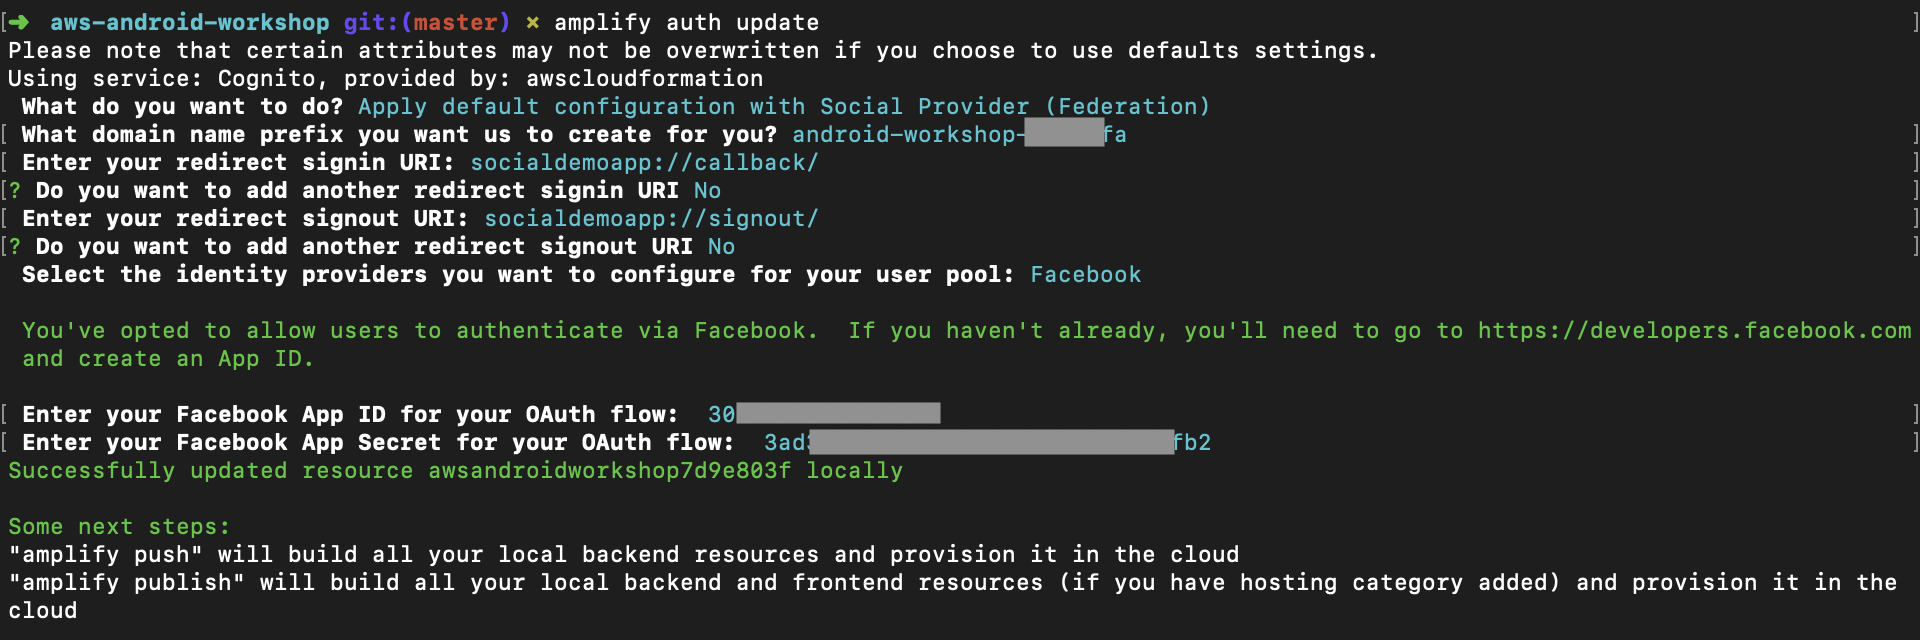 [➜ aws-android-workshop git:(master) ✗ amplify auth update ]
Please note that certain attributes may not be overwritten if you choose to use defaults settings.
Using service: Cognito, provided by: awscloudformation
What do you want to do? Apply default configuration with Social Provider (Federation)
[ What domain name prefix you want us to create for you? android-workshop- fa ]
[ Enter your redirect signin URI: socialdemoapp://callback/ ]
[? Do you want to add another redirect signin URI No ]
[ Enter your redirect signout URI: socialdemoapp://signout/ ]
[? Do you want to add another redirect signout URI No ]
Select the identity providers you want to configure for your user pool: Facebook
You've opted to allow users to authenticate via Facebook.  If you haven't already, you'll need to go to https://developers.facebook.com
and create an App ID.
[ Enter your Facebook App ID for your OAuth flow:  30 ]
[ Enter your Facebook App Secret for your OAuth flow:  3ad fb2 ]
Successfully updated resource awsandroidworkshop7d9e803f locally
Some next steps:
"amplify push" will build all your local backend resources and provision it in the cloud
"amplify publish" will build all your local backend and frontend resources (if you have hosting category added) and provision it in the
cloud